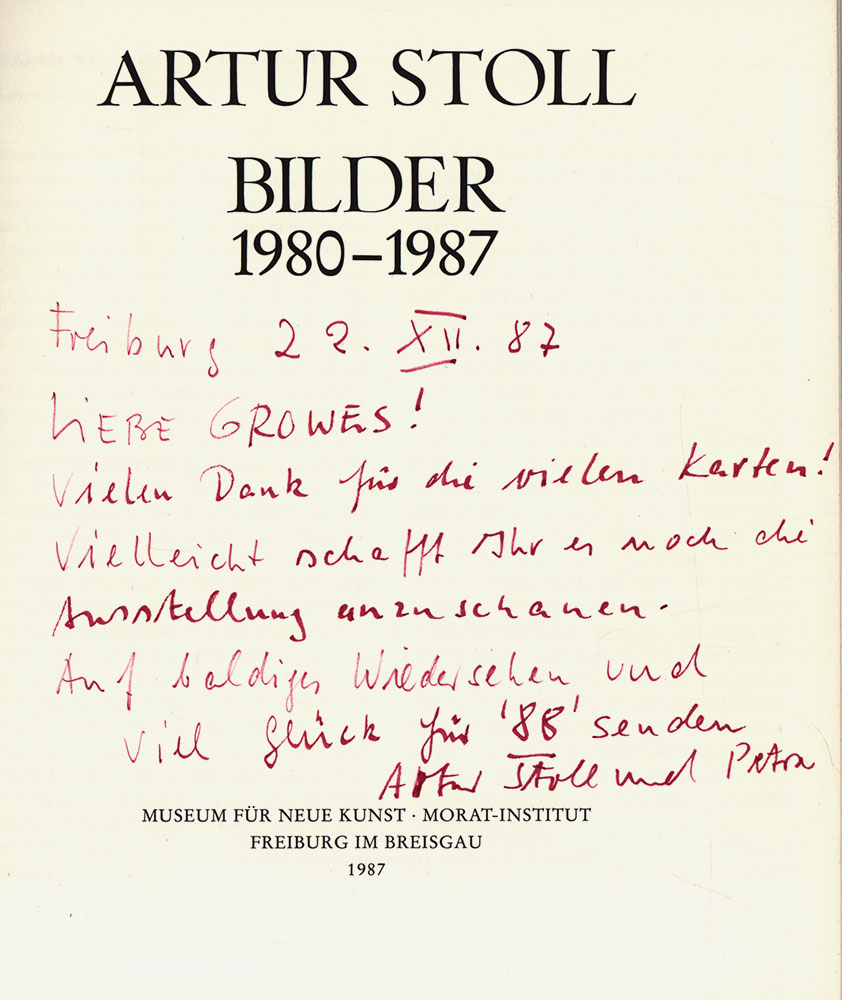 ARTUR STOLL
BILDER
1980–1987
Freiburg 22. XII. 87
LIEBE GROWES!
Vielen Dank für die vielen Karten!
Vielleicht schafft Ihr es noch die
Ausstellung anzuschauen.
Auf baldiges Wiedersehen und
Viel Glück für '88' senden
Artur Stoll und Petra
MUSEUM FÜR NEUE KUNST · MORAT-INSTITUT
FREIBURG IM BREISGAU
1987